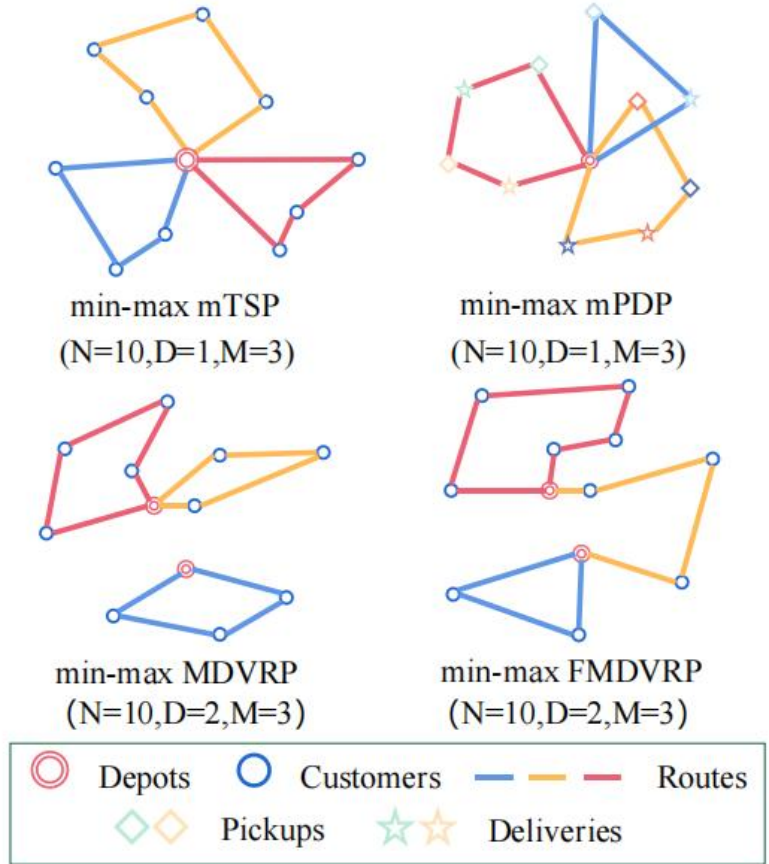 min-max mTSP
(N=10,D=1,M=3)
min-max mPDP
(N=10,D=1,M=3)
min-max MDVRP
(N=10,D=2,M=3)
min-max FMDVRP
(N=10,D=2,M=3)
Depots Customers Routes
Pickups Deliveries